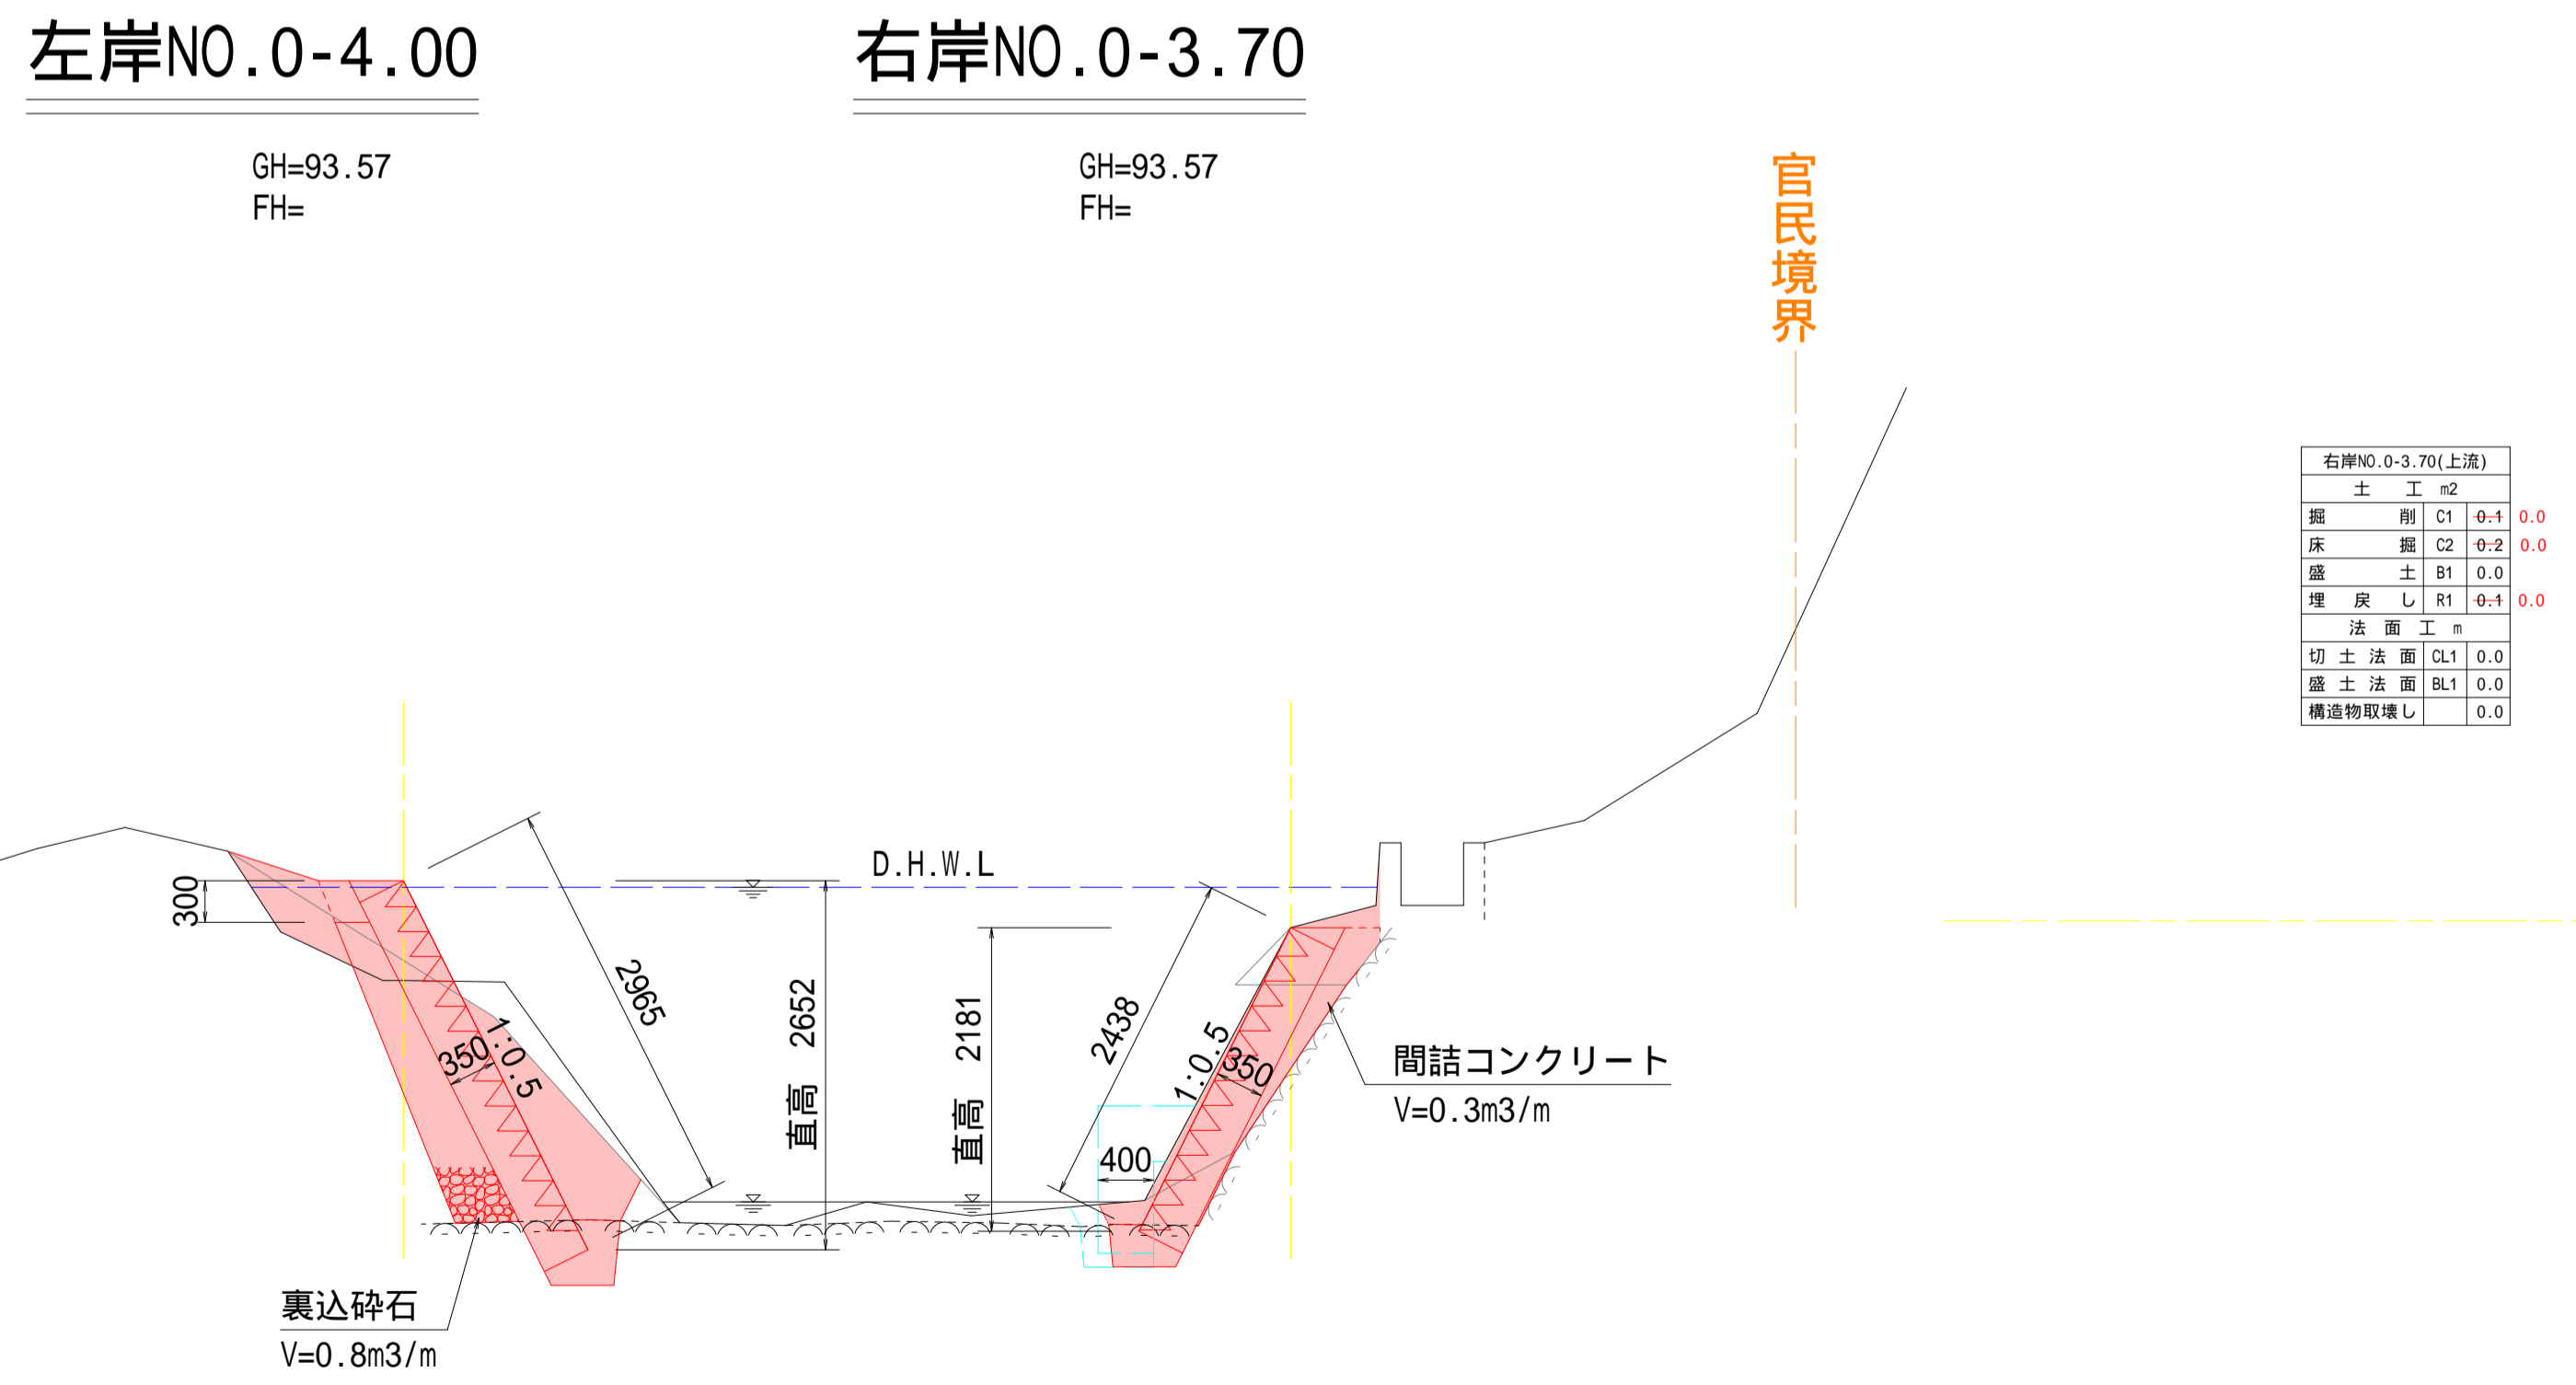 左岸NO.0-4.00
GH=93.57
FH=
右岸NO.0-3.70
GH=93.57
FH=
官民境界
右岸NO.0-3.70(上流)
土 工 m2
掘 削 C1 0.1 0.0
床 掘 C2 0.2 0.0
盛 土 B1 0.0
埋 戻 し R1 0.1 0.0
法 面 工 m
切 土 法 面 CL1 0.0
盛 土 法 面 BL1 0.0
構造物取壊し 0.0
D.H.W.L
300
2965
350
1:0.5
直高 2652
直高 2181
2438
1:0.5
350
400
間詰コンクリート
V=0.3m3/m
裏込砕石
V=0.8m3/m